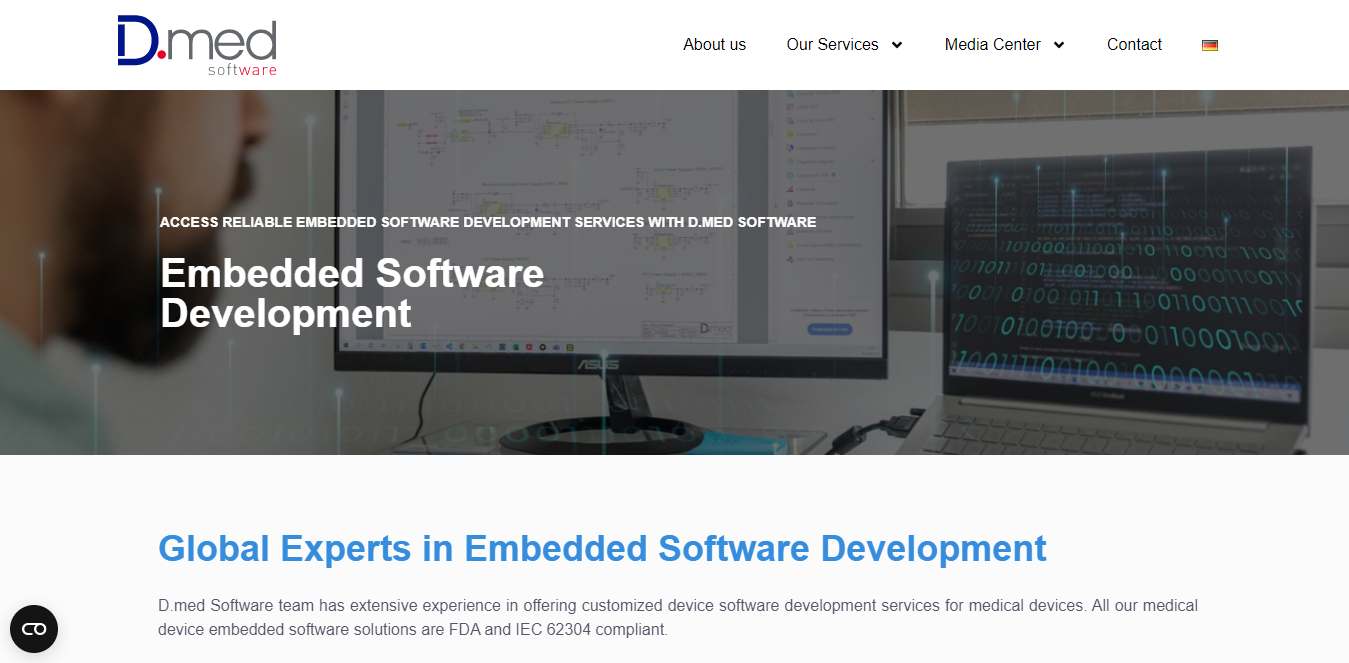 D.med
software
About us
Our Services
Media Center
Contact
ACCESS RELIABLE EMBEDDED SOFTWARE DEVELOPMENT SERVICES WITH D.MED SOFTWARE
Embedded Software
Development
ASUS
Global Experts in Embedded Software Development
D.med Software team has extensive experience in offering customized device software development services for medical devices. All our medical
device embedded software solutions are FDA and IEC 62304 compliant.